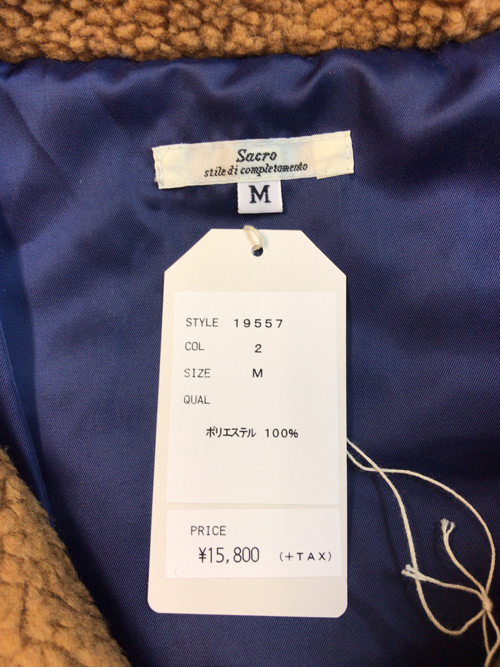 Sacro
stile di completamento
M
STYLE 19557
COL 2
SIZE M
QUAL
ポリエステル 100%
PRICE
¥15,800 (+TAX)